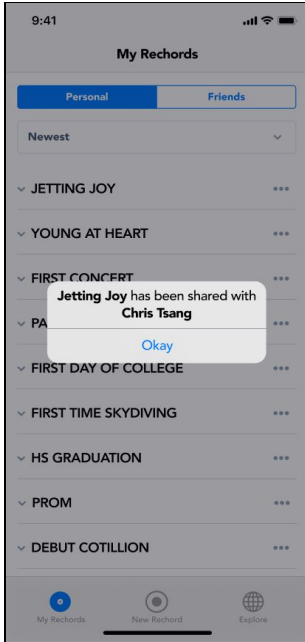 9:41
My Rechords
Personal Friends
Newest
JETTING JOY
YOUNG AT HEART
FIRST CONCERT
Jetting Joy has been shared with
Chris Tsang
PA
Okay
FIRST DAY OF COLLEGE
FIRST TIME SKYDIVING
HS GRADUATION
PROM
DEBUT COTILLION
My Rechords New Rechord Explore